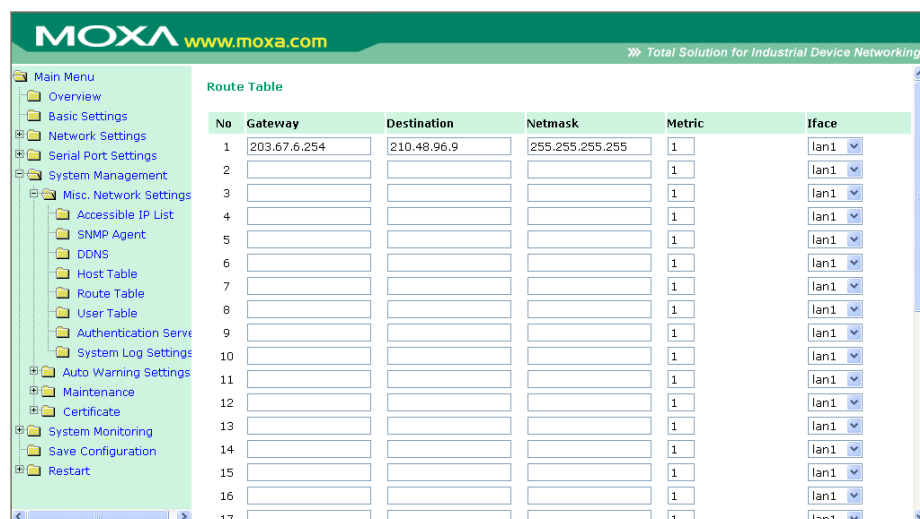 MOXA www.moxa.com
Total Solution for Industrial Device Networking
Main Menu
Overview
Basic Settings
Network Settings
Serial Port Settings
System Management
Misc. Network Settings
Accessible IP List
SNMP Agent
DDNS
Host Table
Route Table
User Table
Authentication Serve
System Log Settings
Auto Warning Settings
Maintenance
Certificate
System Monitoring
Save Configuration
Restart
Route Table
No Gateway Destination Netmask Metric Iface
1 203.67.6.254 210.48.96.9 255.255.255.255 1 lan1
2 1 lan1
3 1 lan1
4 1 lan1
5 1 lan1
6 1 lan1
7 1 lan1
8 1 lan1
9 1 lan1
10 1 lan1
11 1 lan1
12 1 lan1
13 1 lan1
14 1 lan1
15 1 lan1
16 1 lan1
17 1 lan1